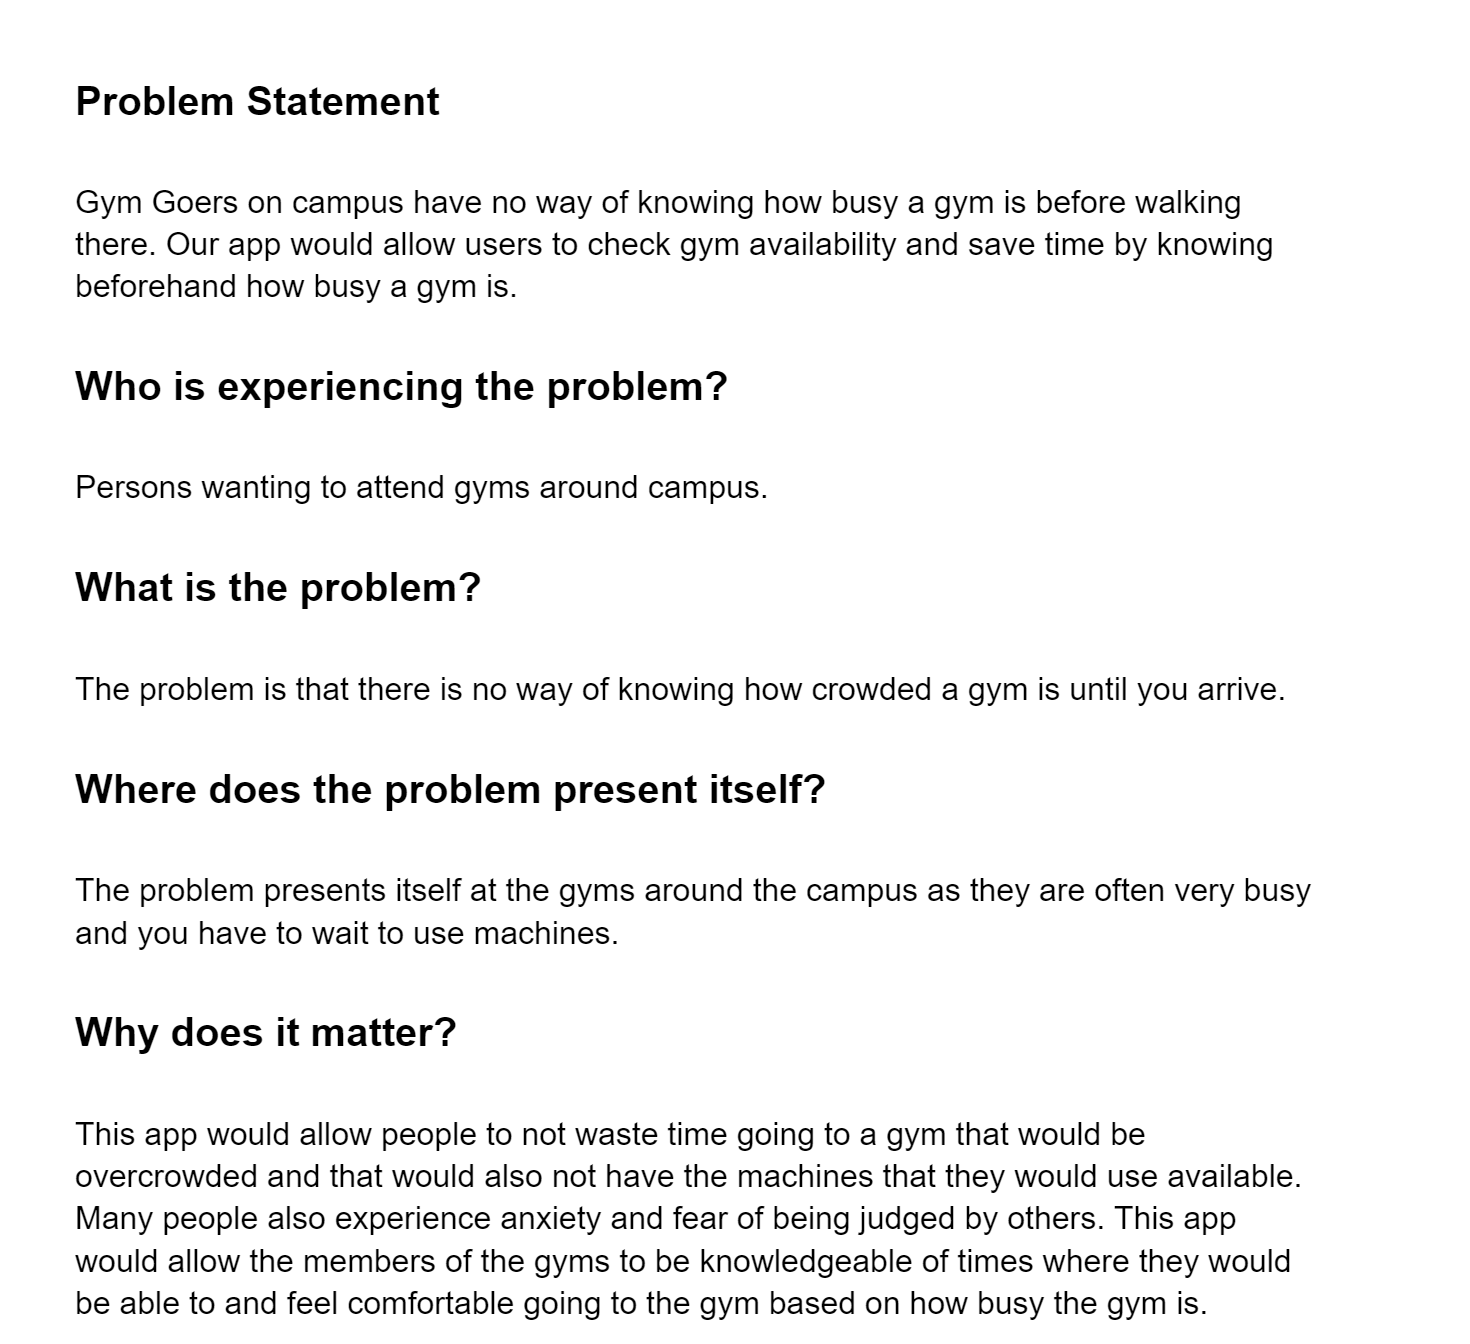 Problem Statement
Gym Goers on campus have no way of knowing how busy a gym is before walking
there. Our app would allow users to check gym availability and save time by knowing
beforehand how busy a gym is.
Who is experiencing the problem?
Persons wanting to attend gyms around campus.
What is the problem?
The problem is that there is no way of knowing how crowded a gym is until you arrive.
Where does the problem present itself?
The problem presents itself at the gyms around the campus as they are often very busy
and you have to wait to use machines.
Why does it matter?
This app would allow people to not waste time going to a gym that would be
overcrowded and that would also not have the machines that they would use available.
Many people also experience anxiety and fear of being judged by others. This app
would allow the members of the gyms to be knowledgeable of times where they would
be able to and feel comfortable going to the gym based on how busy the gym is.